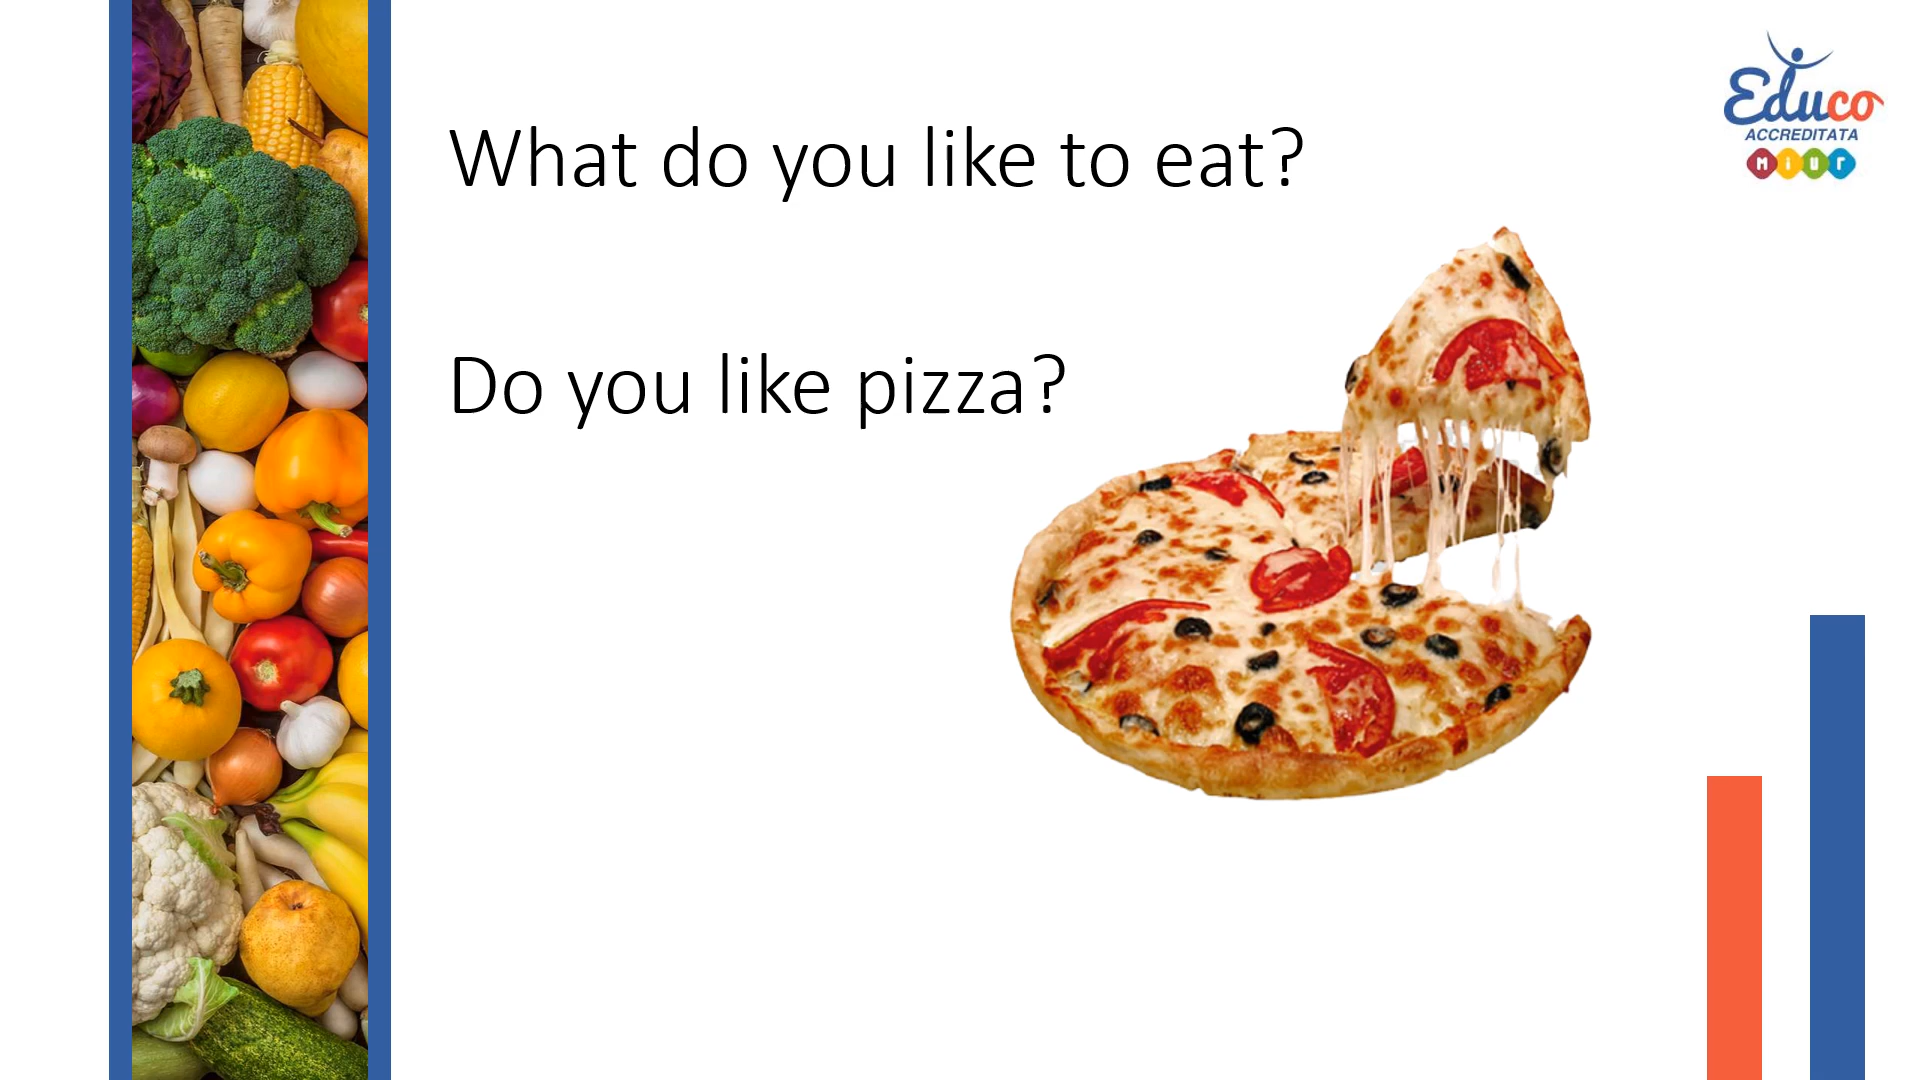 What do you like to eat?
Do you like pizza?
Educo
ACCREDITATA
MIUR